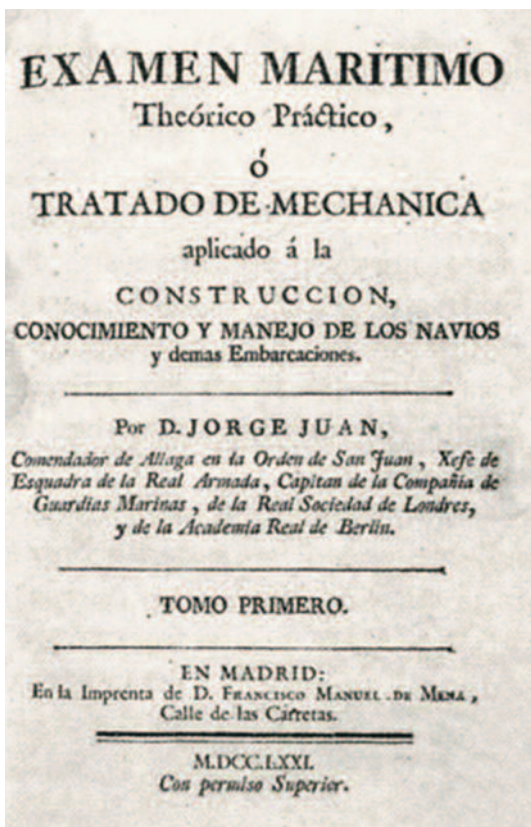 EXAMEN MARITIMO
Theórico Práctico,
ó
TRATADO DE MECHANICA
aplicado á la
CONSTRUCCION,
CONOCIMIENTO Y MANEJO DE LOS NAVIOS
y demas Embarcaciones.
Por D. JORGE JUAN,
Comendador de Aliaga en la Orden de San Juan, Xefe de
Esquadra de la Real Armada, Capitan de la Compañia de
Guardias Marinas, de la Real Sociedad de Londres,
y de la Academia Real de Berlin.
TOMO PRIMERO.
EN MADRID:
En la Imprenta de D. FRANCISCO MANUEL DE MENA,
Calle de las Carretas.
M.DCC.LXXI.
Con permiso Superior.